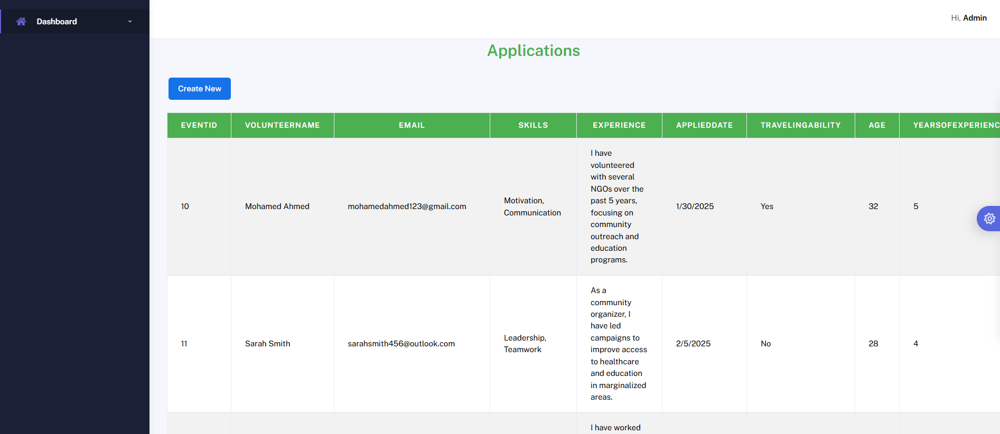 Dashboard
Hi, Admin
Applications
Create New
EVENTID VOLUNTEERNAME EMAIL SKILLS EXPERIENCE APPLIEDDATE TRAVELINGABILITY AGE YEARSOFEXPERIENC
I have
volunteered
with several
NGOs over the
past 5 years,
focusing on
community
outreach and
education
programs.
10 Mohamed Ahmed mohamedahmed123@gmail.com
Motivation,
Communication
1/30/2025 Yes 32 5
As a
community
organizer, I
have led
campaigns to
improve access
to healthcare
and education
in marginalized
areas.
11 Sarah Smith sarahsmith456@outlook.com
Leadership,
Teamwork
2/5/2025 No 28 4
I have worked